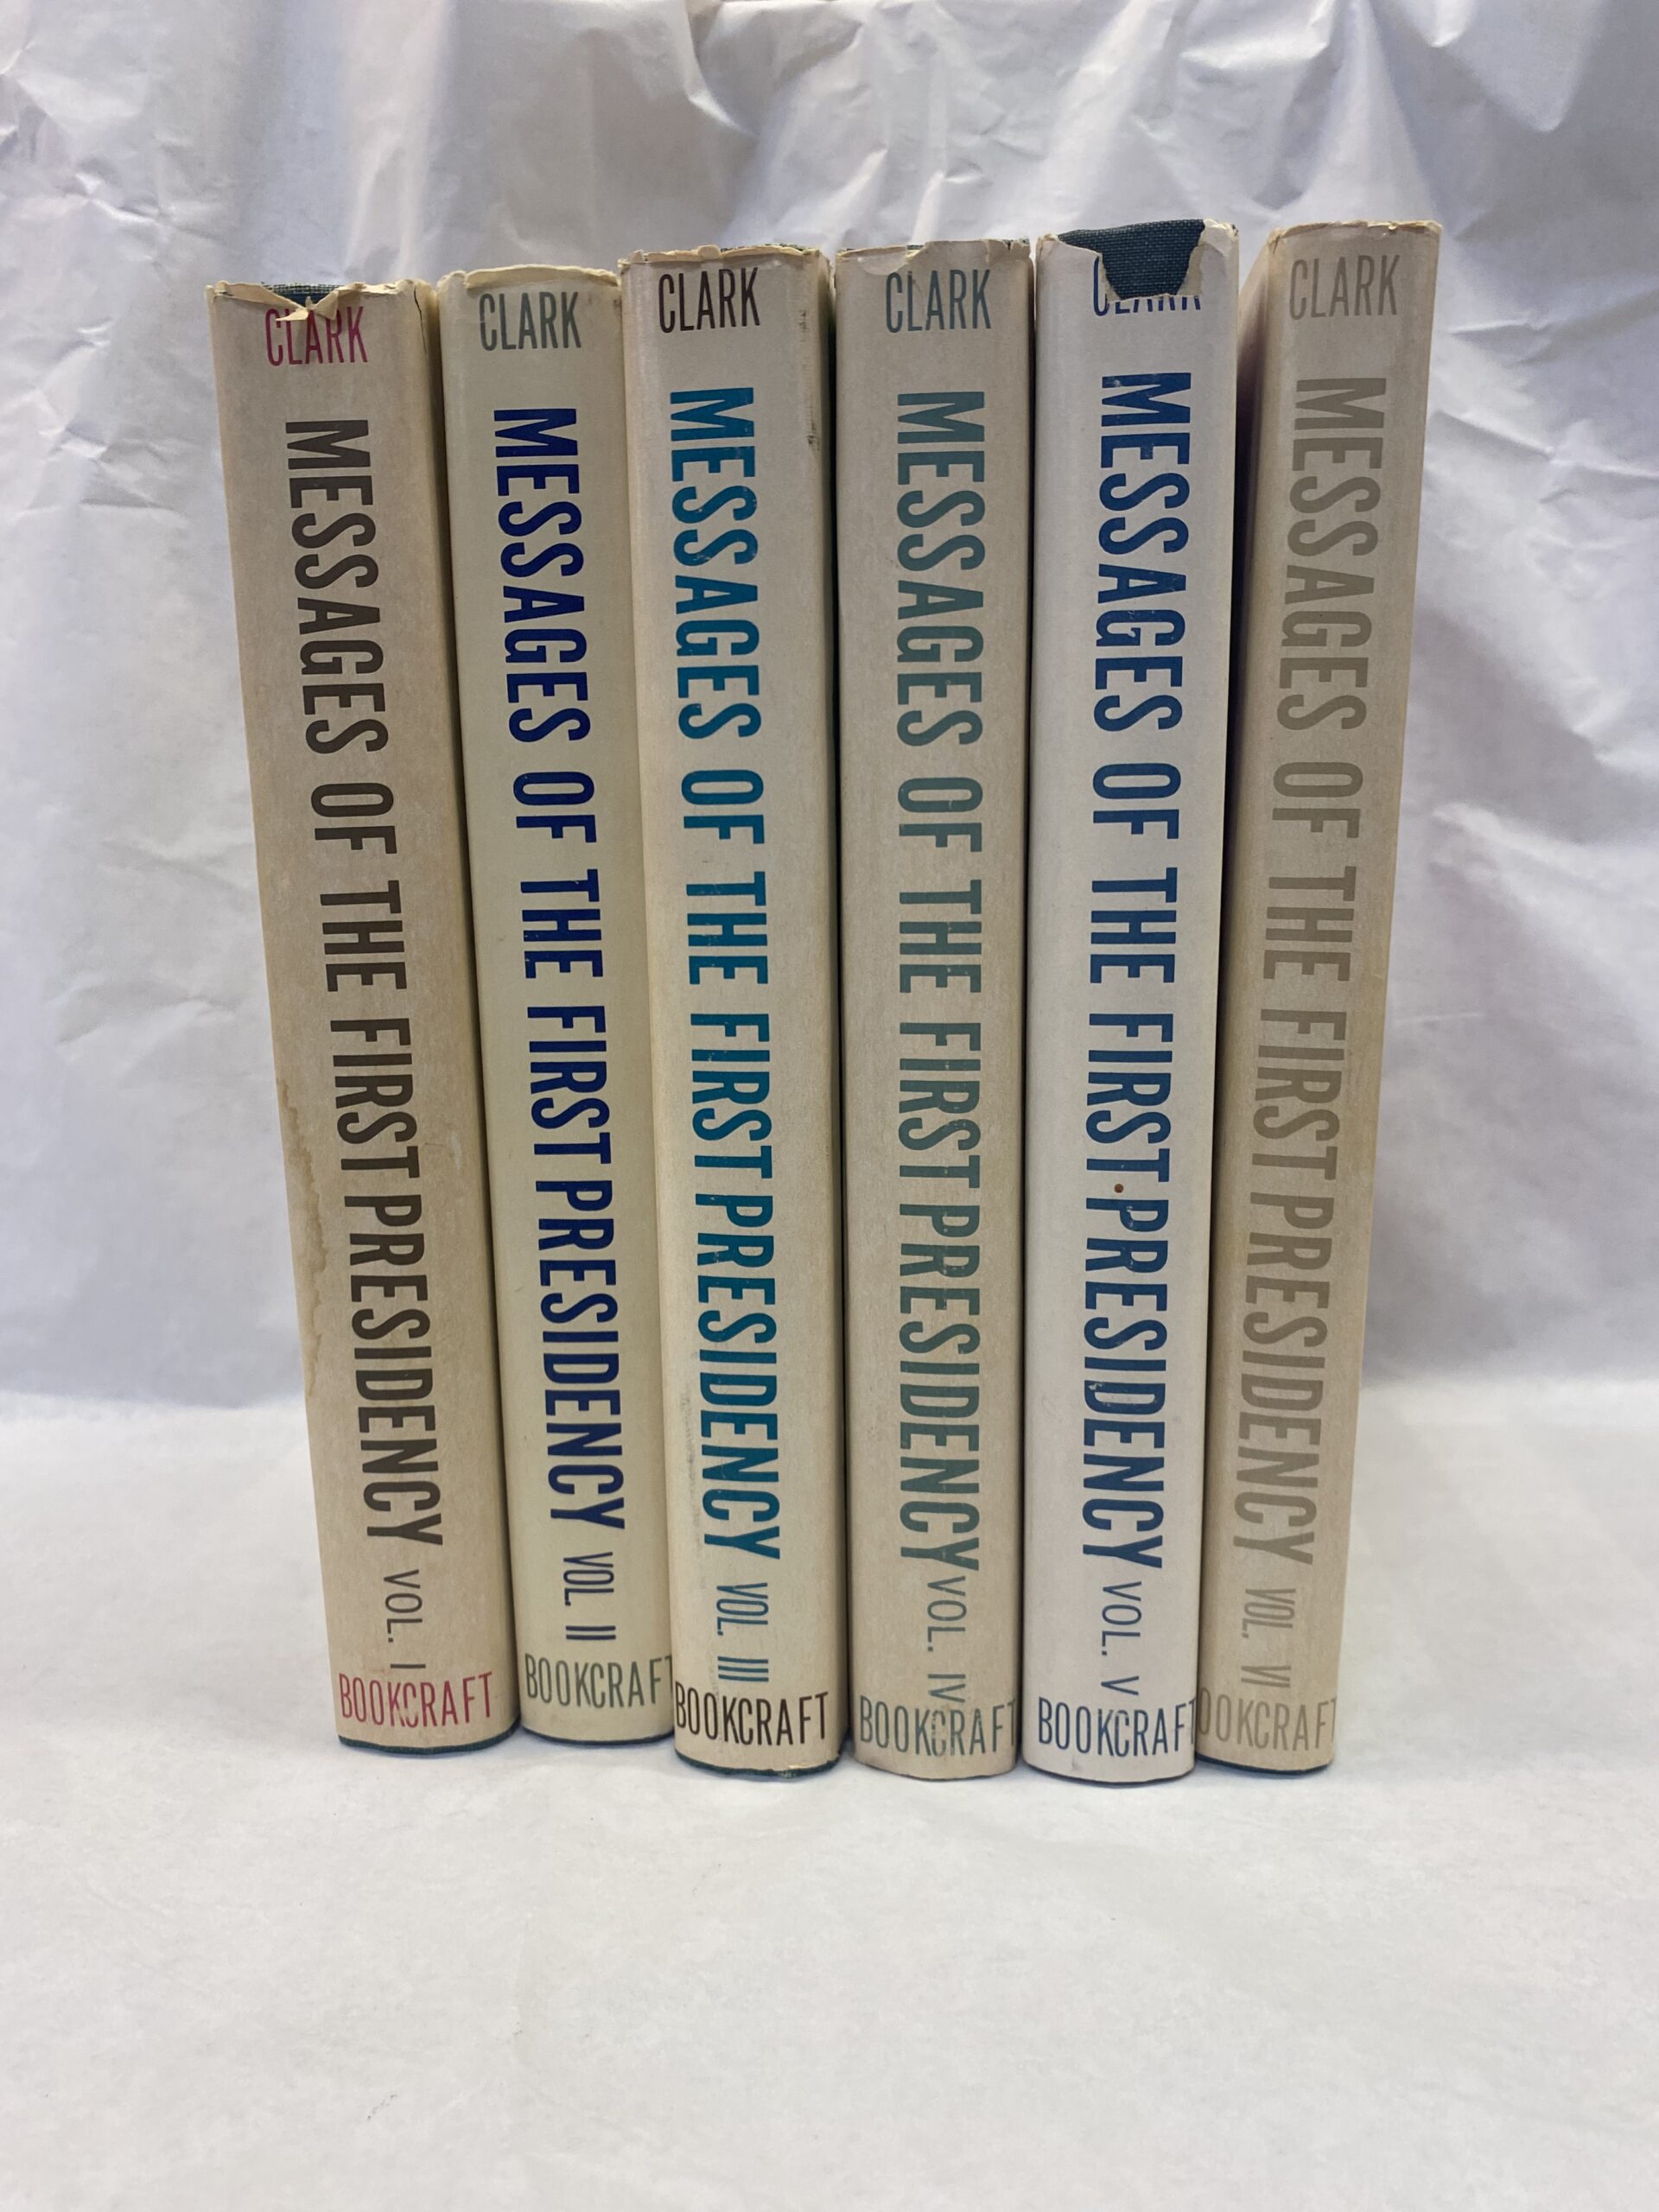 CLARK
MESSAGES OF THE FIRST PRESIDENCY VOL. I
BOOKCRAFT
CLARK
MESSAGES OF THE FIRST PRESIDENCY VOL. II
BOOKCRAFT
CLARK
MESSAGES OF THE FIRST PRESIDENCY VOL. III
BOOKCRAFT
CLARK
MESSAGES OF THE FIRST PRESIDENCY VOL. IV
BOOKCRAFT
CLARK
MESSAGES OF THE FIRST PRESIDENCY VOL. V
BOOKCRAFT
CLARK
MESSAGES OF THE FIRST PRESIDENCY VOL. VI
BOOKCRAFT